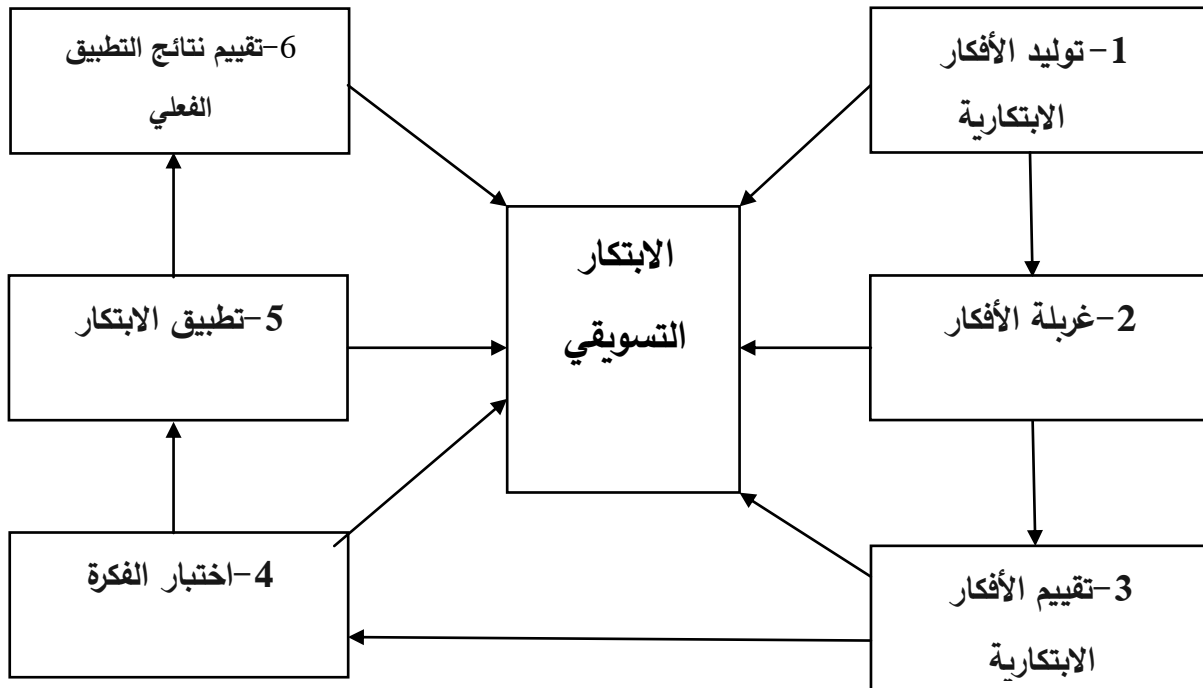 1-توليد الأفكار
الابتكارية
2-غربلة الأفكار
3-تقييم الأفكار
الابتكارية
الابتكار
التسويقي
6-تقييم نتائج التطبيق
الفعلي
5-تطبيق الابتكار
4-اختبار الفكرة